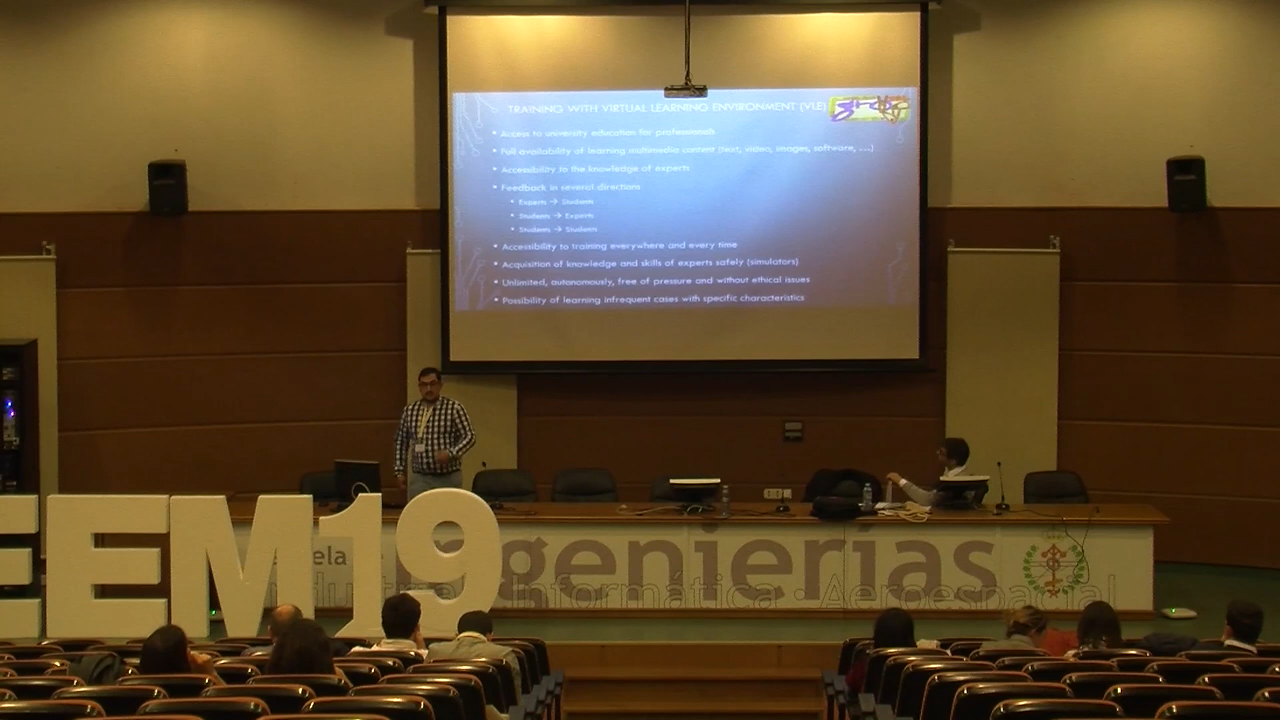 TRAINING WITH VIRTUAL LEARNING ENVIRONMENT (VLE)
• Access to university education for professionals
• Full availability of learning multimedia content (text, video, images, software, ...)
• Accessibility to the knowledge of experts
• Feedback in several directions
• Experts → Students
• Students → Experts
• Students → Students
• Accessibility to training everywhere and every time
• Acquisition of knowledge and skills of experts safely (simulators)
• Unlimited, autonomously, free of pressure and without ethical issues
• Possibility of learning infrequent cases with specific characteristics
EEM19
ela
ingenierías
Informática · Aeroespacial